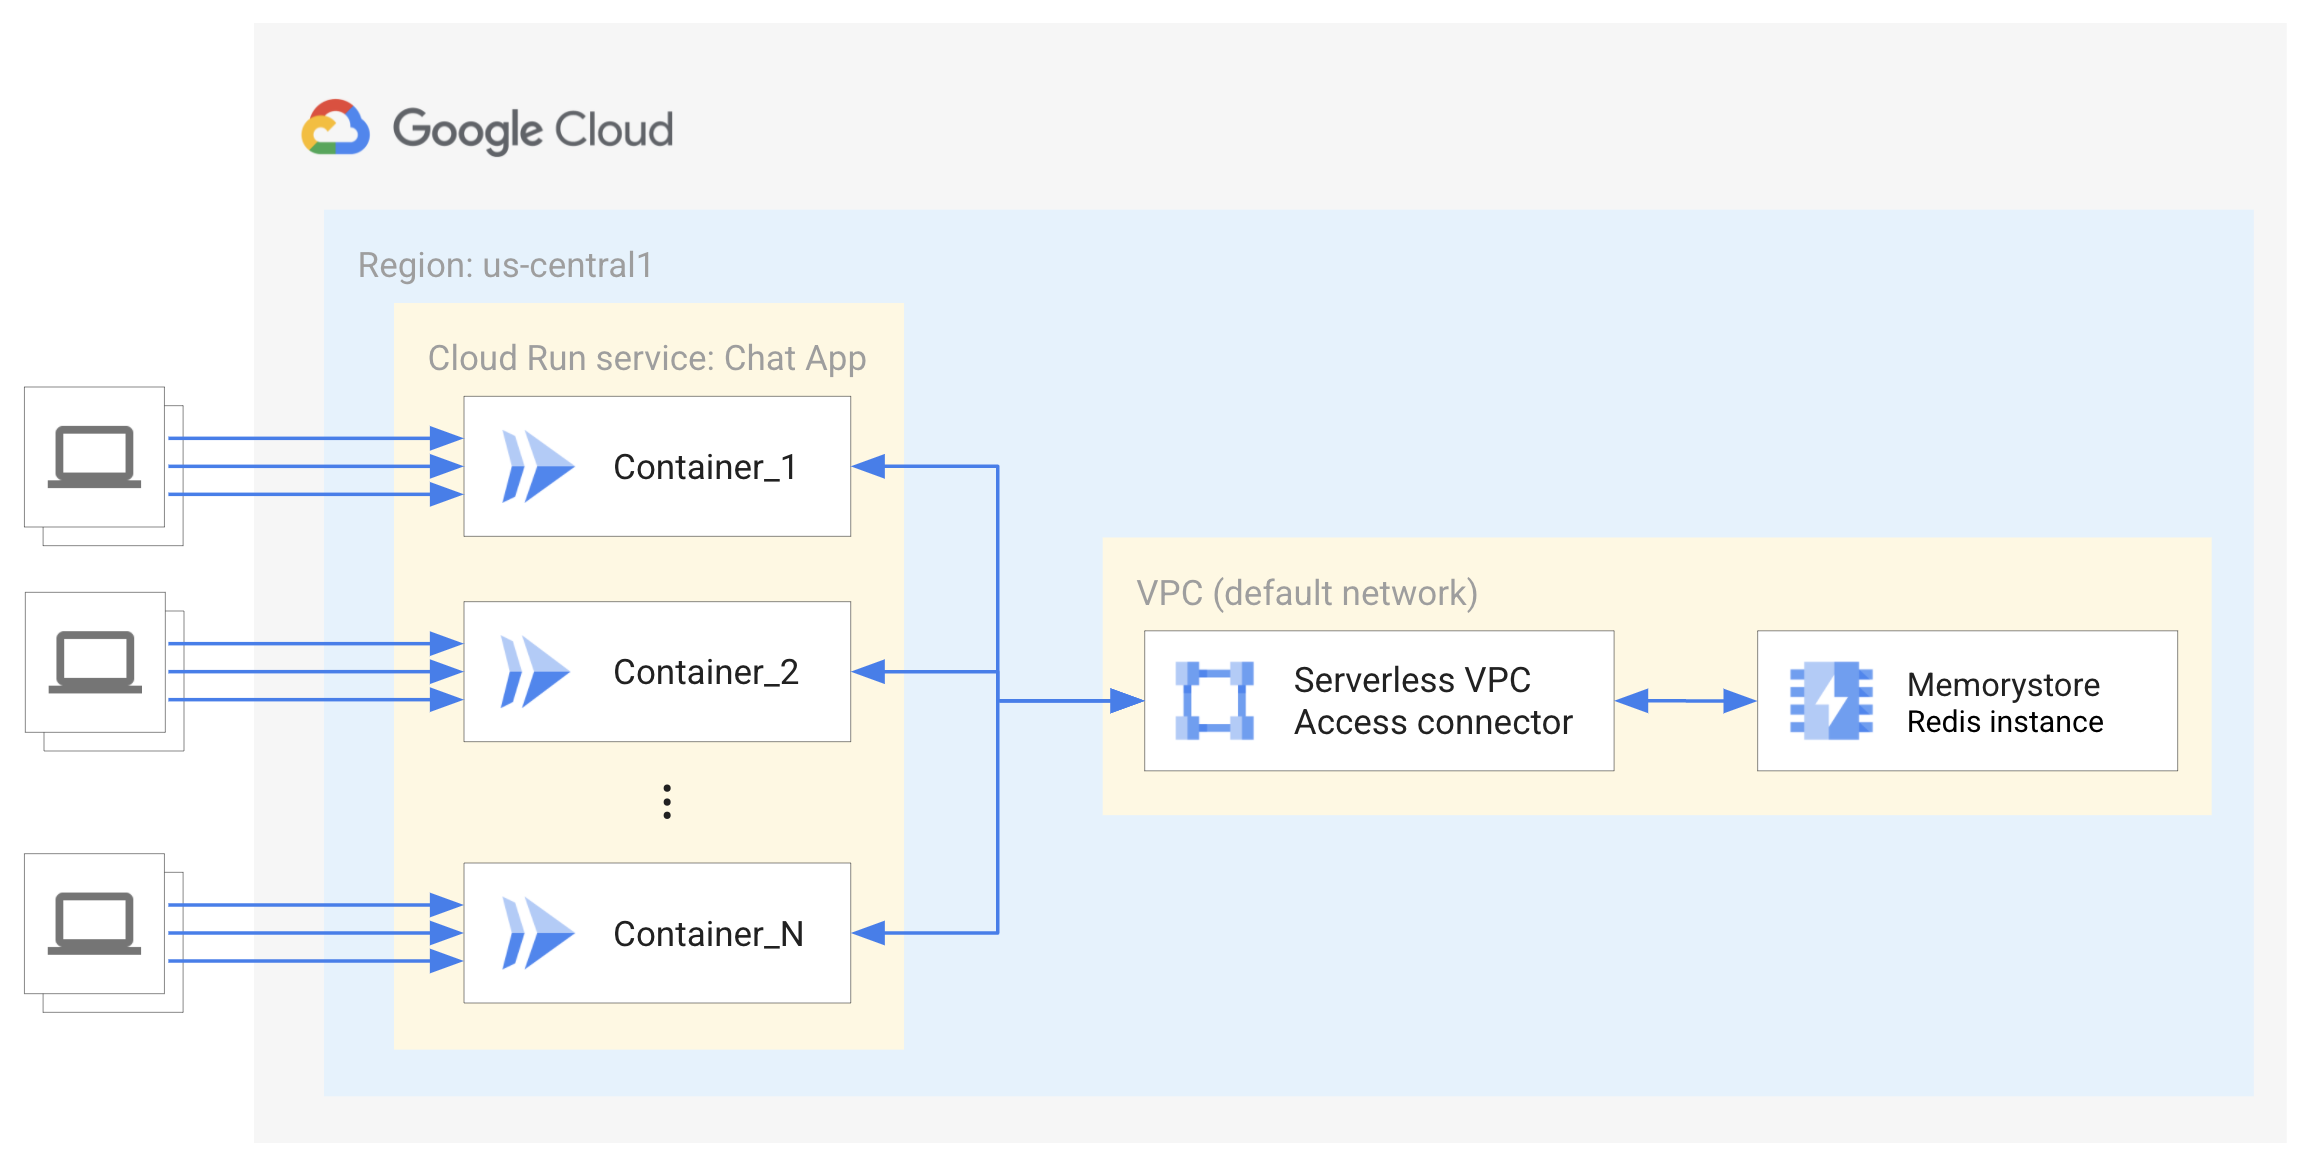 Google Cloud
Region: us-central1
Cloud Run service: Chat App
Container_1
Container_2
Container_N
VPC (default network)
Serverless VPC
Access connector
Memorystore
Redis instance